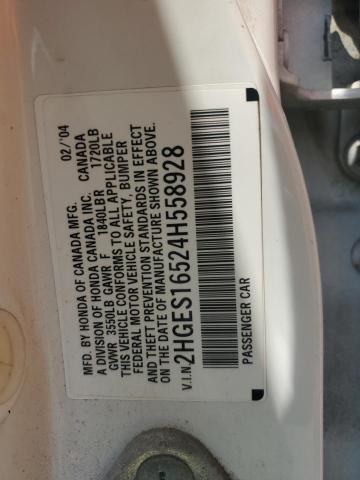 MFD. BY HONDA OF CANADA MFG. 02/'04
A DIVISION OF HONDA CANADA INC. CANADA
GVWR 3550LB GAWR F 1840LBR 1720LB
THIS VEHICLE CONFORMS TO ALL APPLICABLE
FEDERAL MOTOR VEHICLE SAFETY, BUMPER
AND THEFT PREVENTION STANDARDS IN EFFECT
ON THE DATE OF MANUFACTURE SHOWN ABOVE.
V.I.N. 2HGES16524H558928
PASSENGER CAR